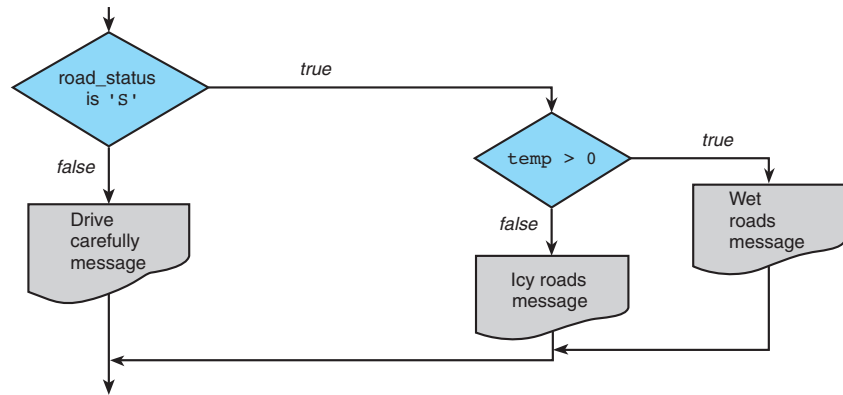 road_status
is 'S'
true
false
temp > 0
true
false
Drive
carefully
message
Wet
roads
message
Icy roads
message